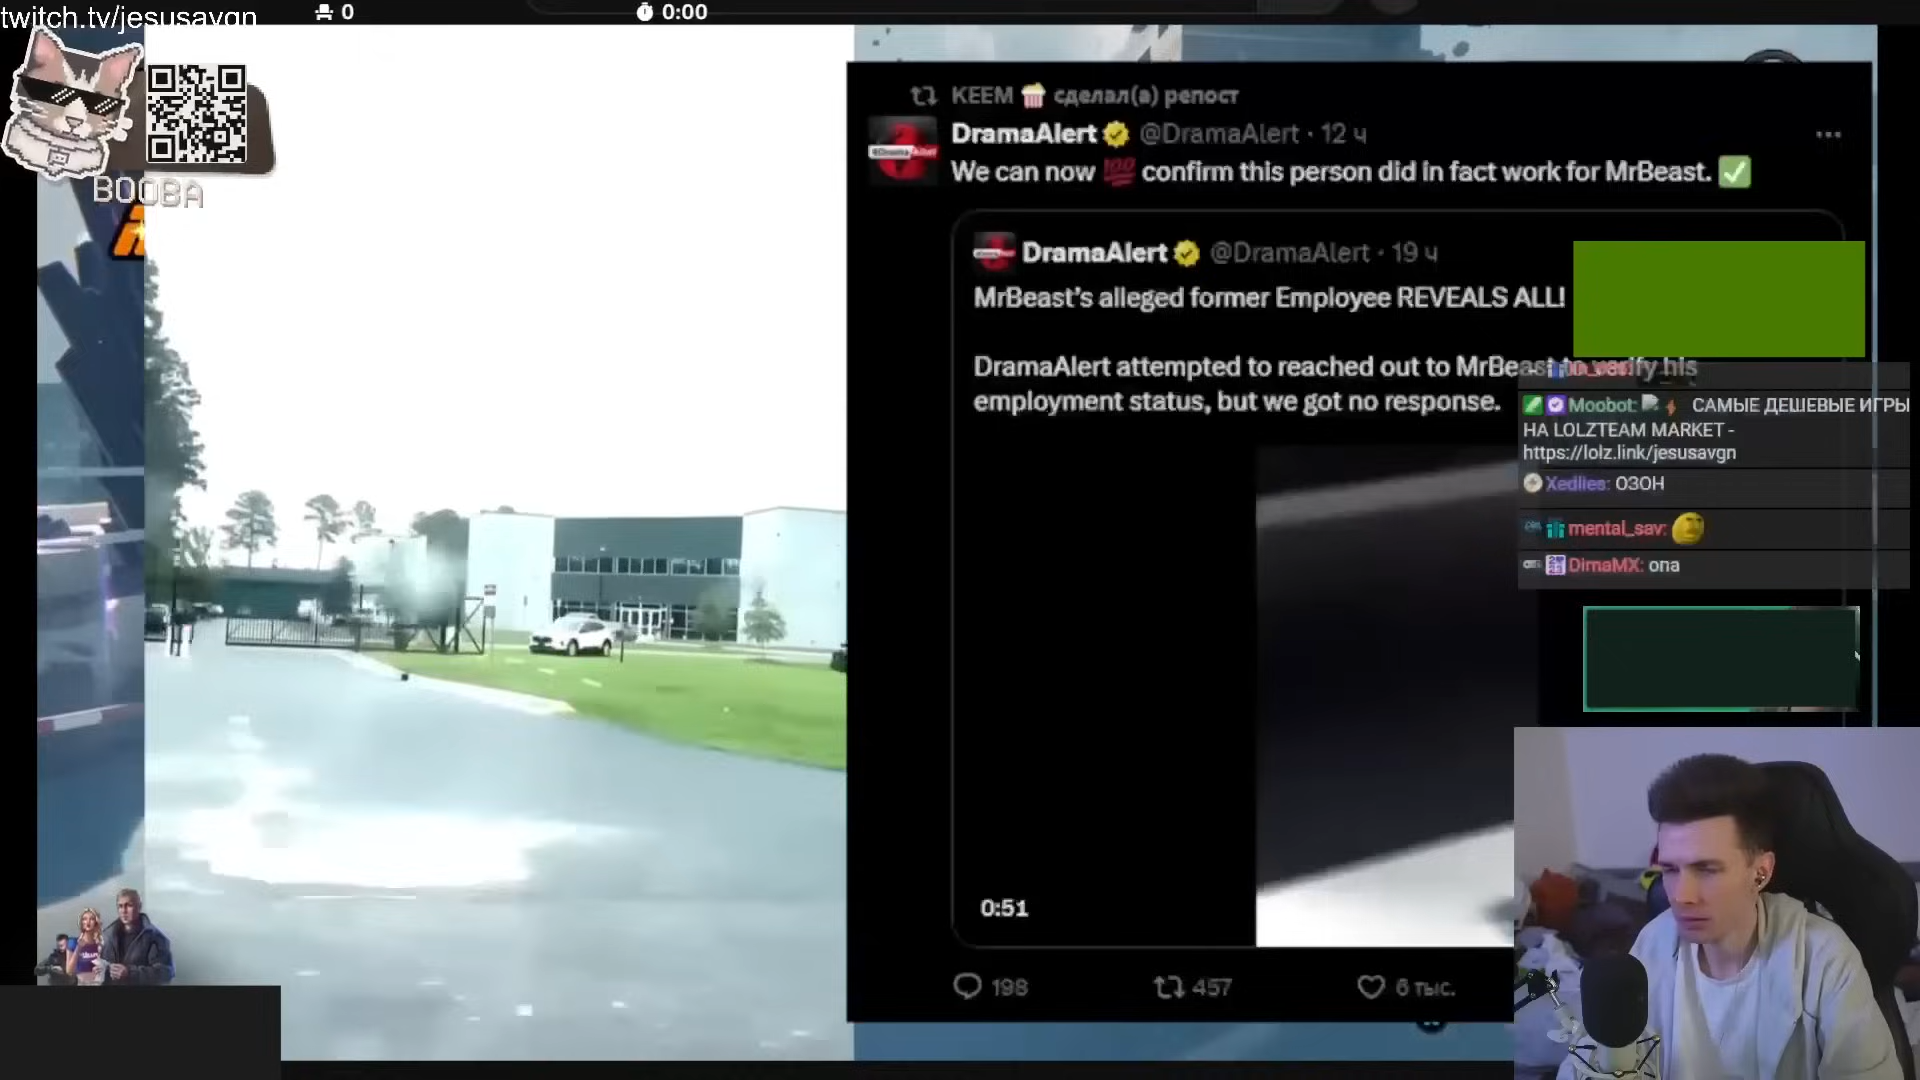 twitch.tv/jesusavgn
0
0:00
BOOBA
KEEM 🍿 сделал(а) репост
DramaAlert @DramaAlert · 12 ч
We can now 💯 confirm this person did in fact work for MrBeast. ✅
DramaAlert @DramaAlert · 19 ч
MrBeast's alleged former Employee REVEALS ALL!
DramaAlert attempted to reached out to MrBeast to verify his
employment status, but we got no response.
0:51
198
457
6 тыс.
Moobot: САМЫЕ ДЕШЕВЫЕ ИГРЫ
НА LOLZTEAM MARKET -
https://lolz.link/jesusavgn
Xedlies: ОЗОН
mental_sav:
DimaMX: опа